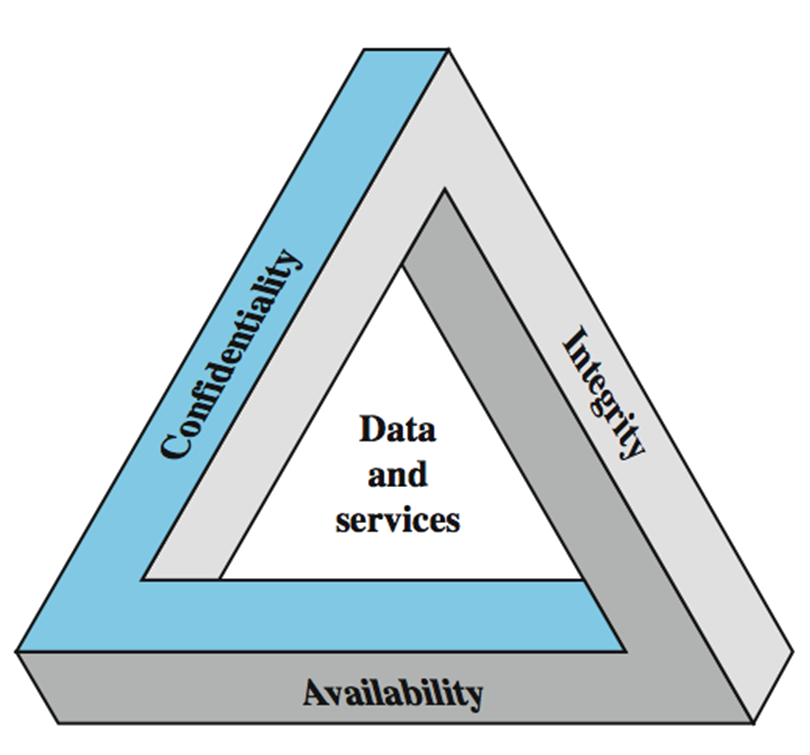 Confidentiality
Integrity
Data
and
services
Availability